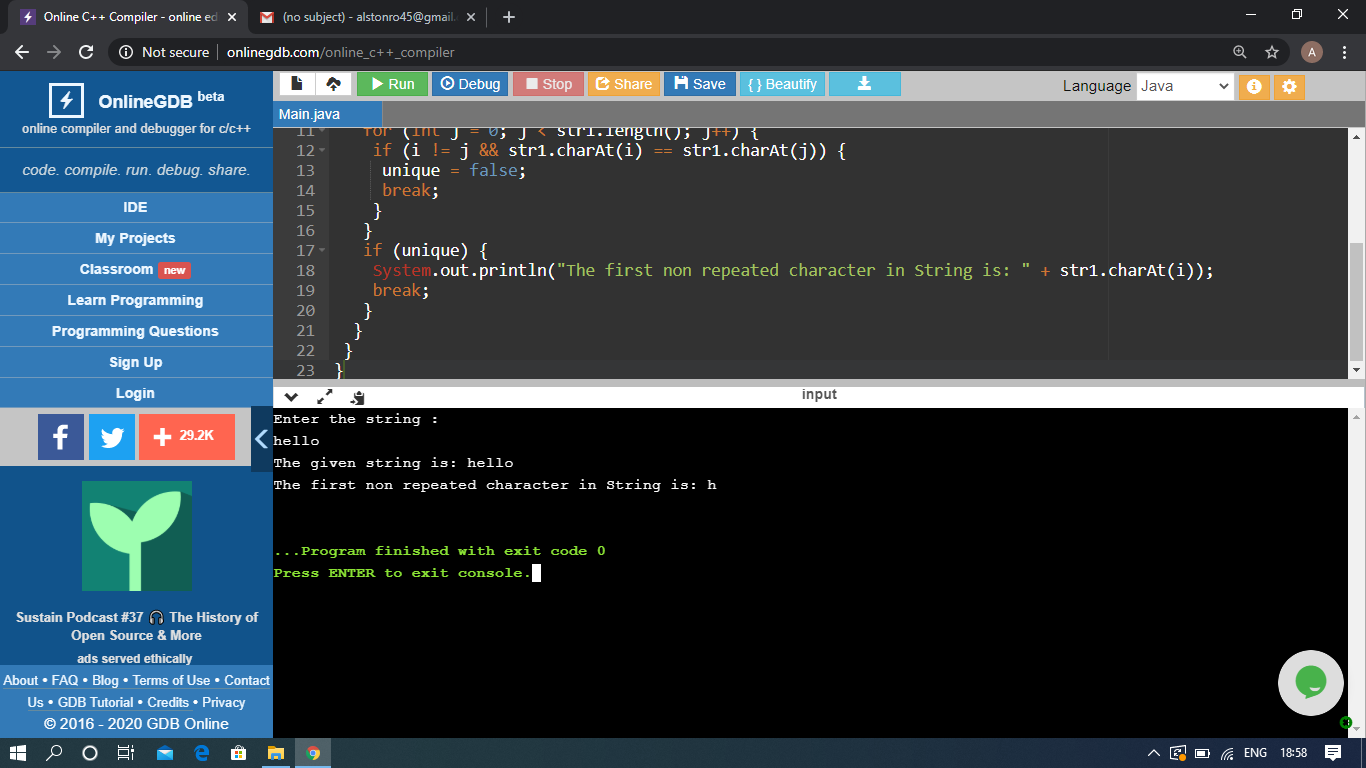 Online C++ Compiler - online ed
(no subject) - alstonro45@gmail.
Not secure | onlinegdb.com/online_c++_compiler
A
OnlineGDB beta
online compiler and debugger for c/c++
code. compile. run. debug. share.
IDE
My Projects
Classroom new
Learn Programming
Programming Questions
Sign Up
Login
29.2K
Sustain Podcast #37 🎧 The History of
Open Source & More
ads served ethically
About • FAQ • Blog • Terms of Use • Contact
Us • GDB Tutorial • Credits • Privacy
© 2016 - 2020 GDB Online
Run Debug Stop Share Save { } Beautify
Language Java
Main.java
11 for (int j = 0; j < str1.length(); j++) {
12 if (i != j && str1.charAt(i) == str1.charAt(j)) {
13 unique = false;
14 break;
15 }
16 }
17 if (unique) {
18 System.out.println("The first non repeated character in String is: " + str1.charAt(i));
19 break;
20 }
21 }
22 }
23 }
input
Enter the string :
hello
The given string is: hello
The first non repeated character in String is: h
...Program finished with exit code 0
Press ENTER to exit console.
ENG 18:58